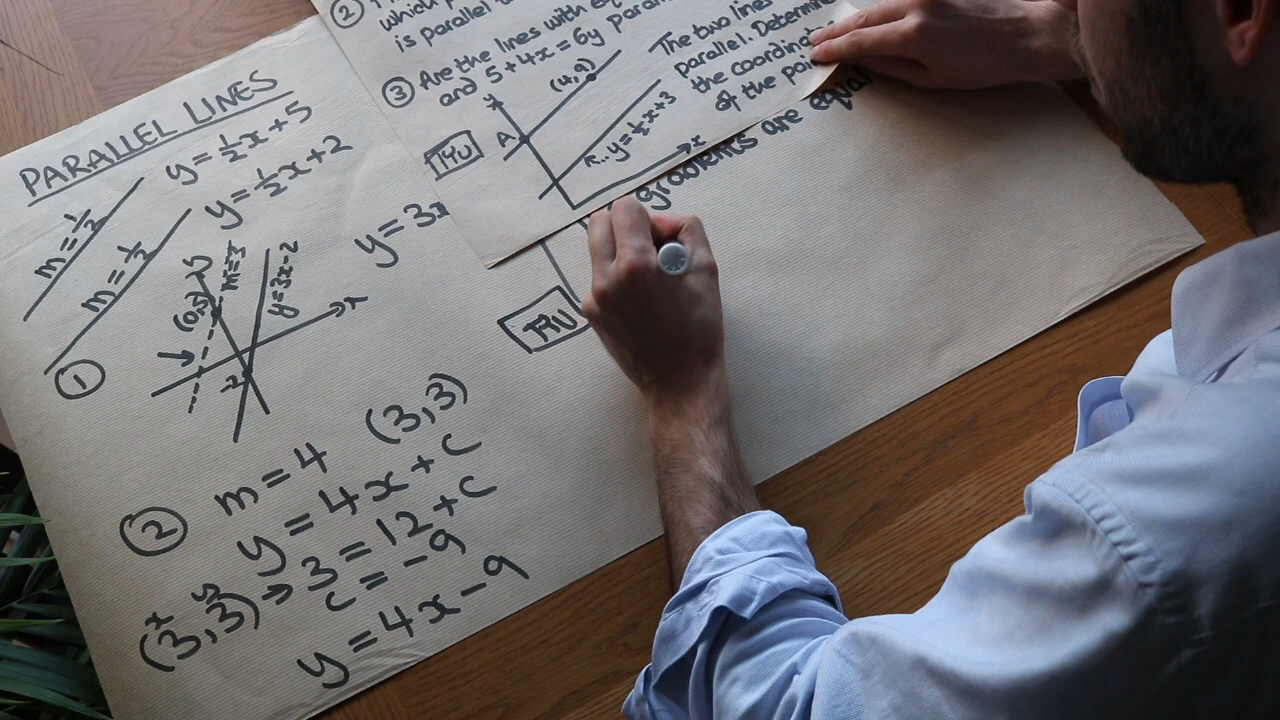 PARALLEL LINES
y = ½x + 5
y = ½x + 2
m = ½
m = ½
y = 3x
y
m = 3
y = 3x - 2
x
-2
①
②
m = 4 (3,3)
y = 4x + c
x y
(3,3) → 3 = 12 + c
c = -9
y = 4x - 9
②
which
is parallel
③ Are the lines with
and 5 + 4x = 6y
y
(4,9)
A
y = ½x + 3
x
The two lines
parallel. Determine
the coordinates
of the
TYU
gradients are equal
TYU